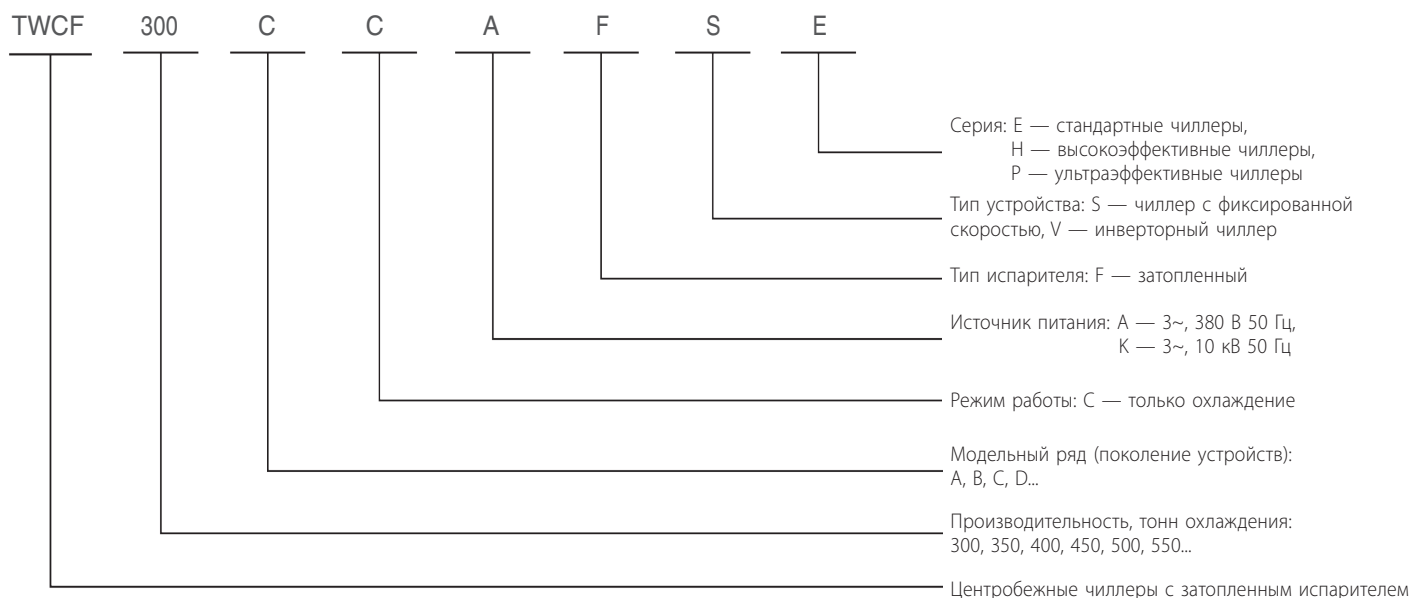 TWCF 300 C C A F S E
Серия: E — стандартные чиллеры,
H — высокоэффективные чиллеры,
P — ультраэффективные чиллеры
Тип устройства: S — чиллер с фиксированной
скоростью, V — инверторный чиллер
Тип испарителя: F — затопленный
Источник питания: A — 3~, 380 В 50 Гц,
K — 3~, 10 кВ 50 Гц
Режим работы: C — только охлаждение
Модельный ряд (поколение устройств):
A, B, C, D...
Производительность, тонн охлаждения:
300, 350, 400, 450, 500, 550...
Центробежные чиллеры с затопленным испарителем